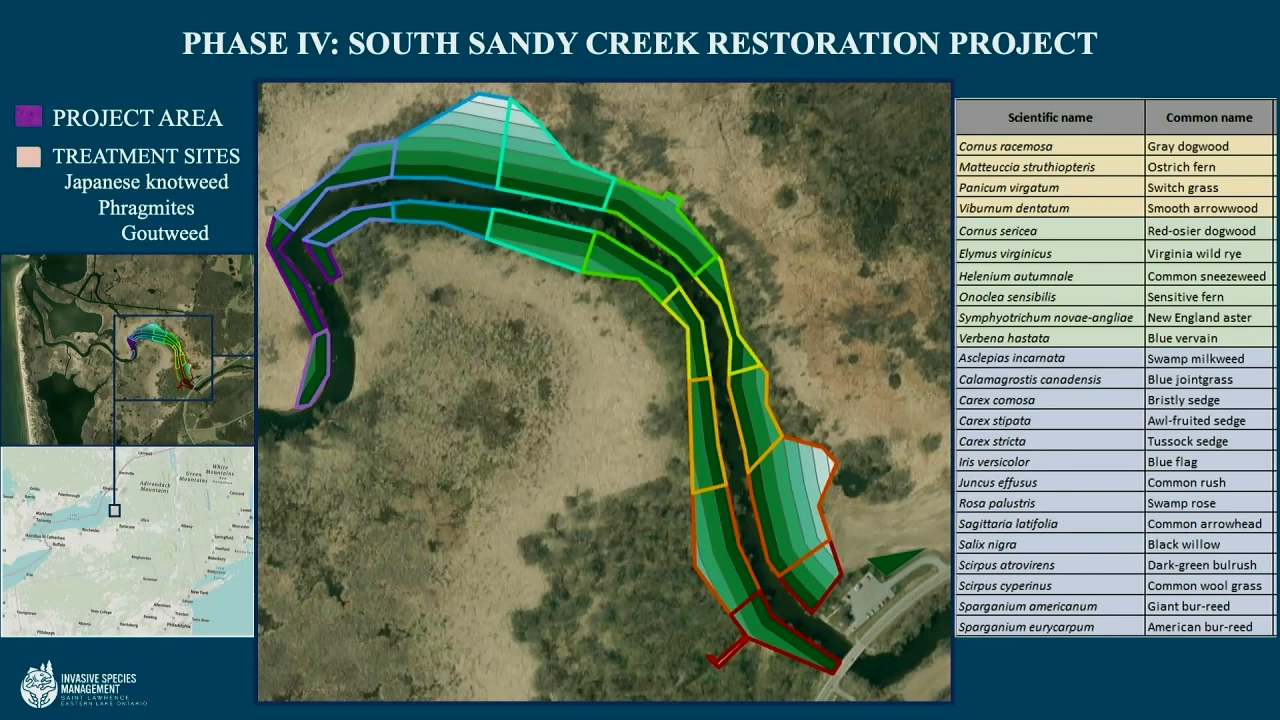 PHASE IV: SOUTH SANDY CREEK RESTORATION PROJECT
PROJECT AREA
TREATMENT SITES
Japanese knotweed
Phragmites
Goutweed
Adirondack
Mountains
Green
Mountains
White
Mountains
INVASIVE SPECIES
MANAGEMENT
SAINT LAWRENCE
EASTERN LAKE ONTARIO
Scientific name Common name
Cornus racemosa Gray dogwood
Matteuccia struthiopteris Ostrich fern
Panicum virgatum Switch grass
Viburnum dentatum Smooth arrowwood
Cornus sericea Red-osier dogwood
Elymus virginicus Virginia wild rye
Helenium autumnale Common sneezeweed
Onoclea sensibilis Sensitive fern
Symphyotrichum novae-angliae New England aster
Verbena hastata Blue vervain
Asclepias incarnata Swamp milkweed
Calamagrostis canadensis Blue jointgrass
Carex comosa Bristly sedge
Carex stipata Awl-fruited sedge
Carex stricta Tussock sedge
Iris versicolor Blue flag
Juncus effusus Common rush
Rosa palustris Swamp rose
Sagittaria latifolia Common arrowhead
Salix nigra Black willow
Scirpus atrovirens Dark-green bulrush
Scirpus cyperinus Common wool grass
Sparganium americanum Giant bur-reed
Sparganium eurycarpum American bur-reed